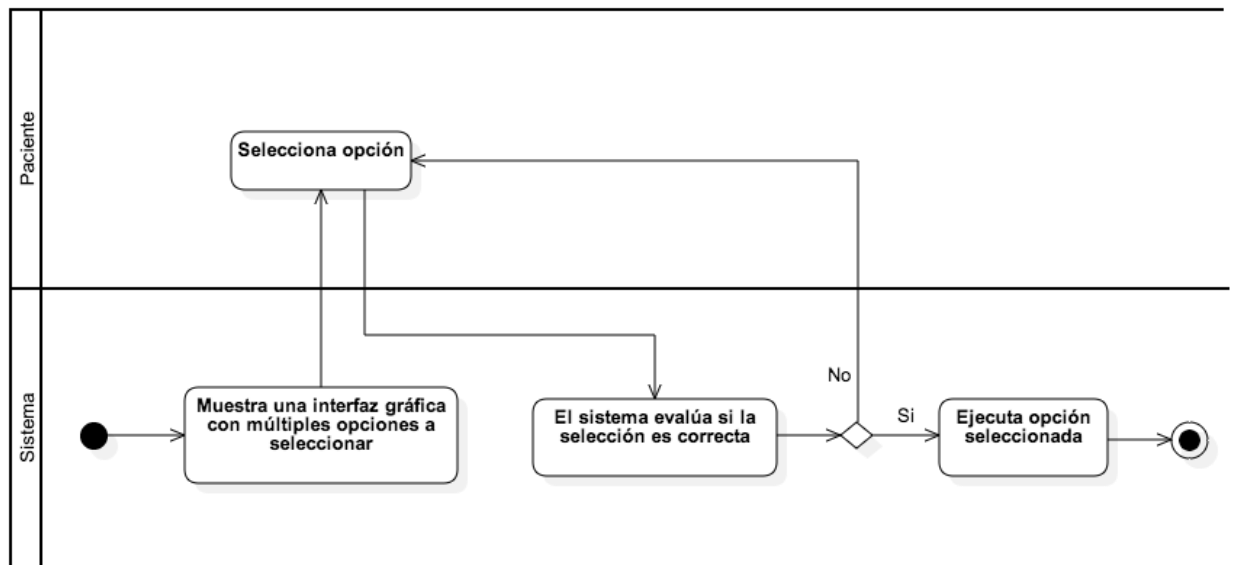 Paciente
Selecciona opción
Sistema
Muestra una interfaz gráfica
con múltiples opciones a
seleccionar
El sistema evalúa si la
selección es correcta
No
Si
Ejecuta opción
seleccionada